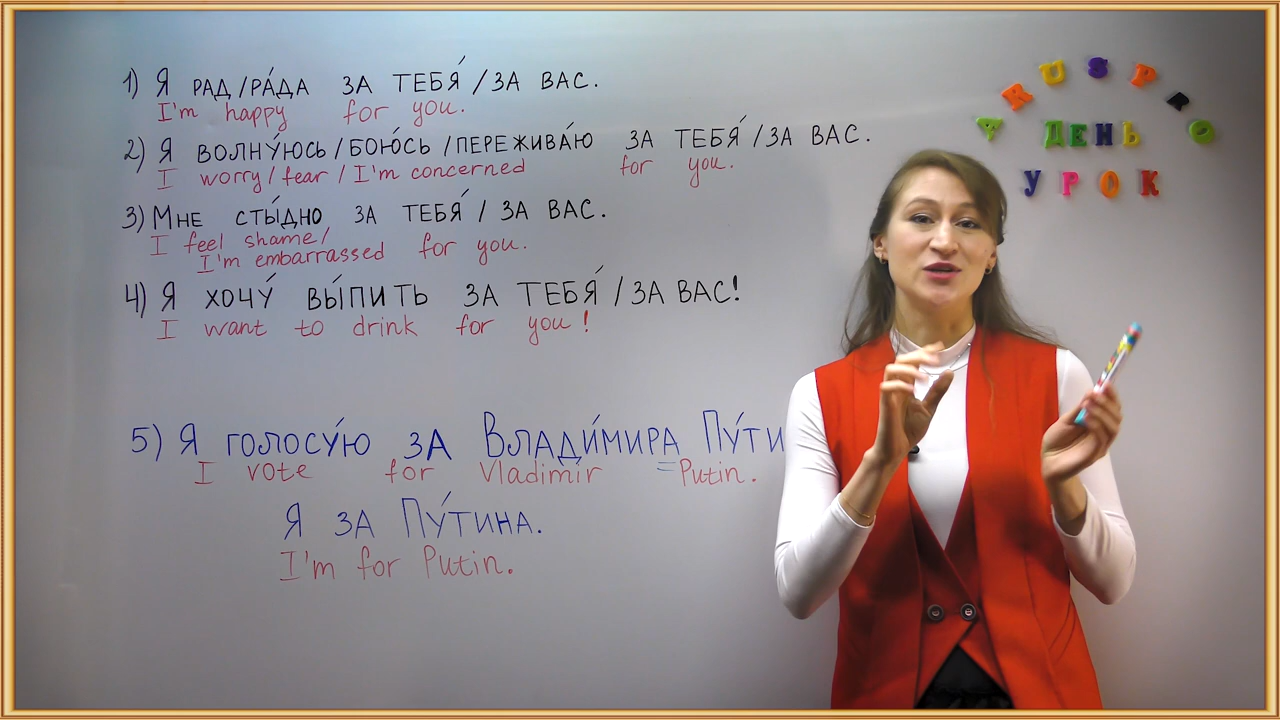 1) Я РАД/РА́ДА ЗА ТЕБЯ́ / ЗА ВАС.
I'm happy for you.
2) Я ВОЛНУ́ЮСЬ / БОЮ́СЬ / ПЕРЕЖИВА́Ю ЗА ТЕБЯ́ / ЗА ВАС.
I worry / fear / I'm concerned for you.
3) МНЕ СТЫ́ДНО ЗА ТЕБЯ́ / ЗА ВАС.
I feel shame/
I'm embarrassed for you.
4) Я ХОЧУ́ ВЫ́ПИТЬ ЗА ТЕБЯ́ / ЗА ВАС!
I want to drink for you!
5) Я ГОЛОСУ́Ю ЗА ВЛАДИ́МИРА ПУ́ТИ
I vote for Vladimir Putin.
Я ЗА ПУ́ТИНА.
I'm for Putin.
RUSPRO
ДЕНЬ
УРОК